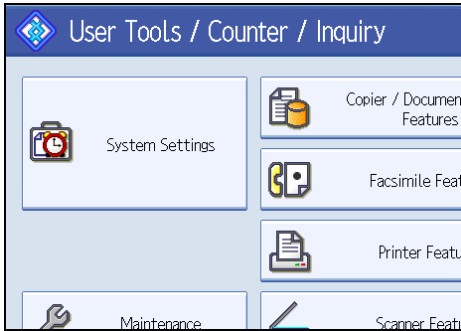 User Tools / Counter / Inquiry
System Settings
Copier / Documen
Features
Facsimile Feat
Printer Featu
Maintenance
Scanner Featu